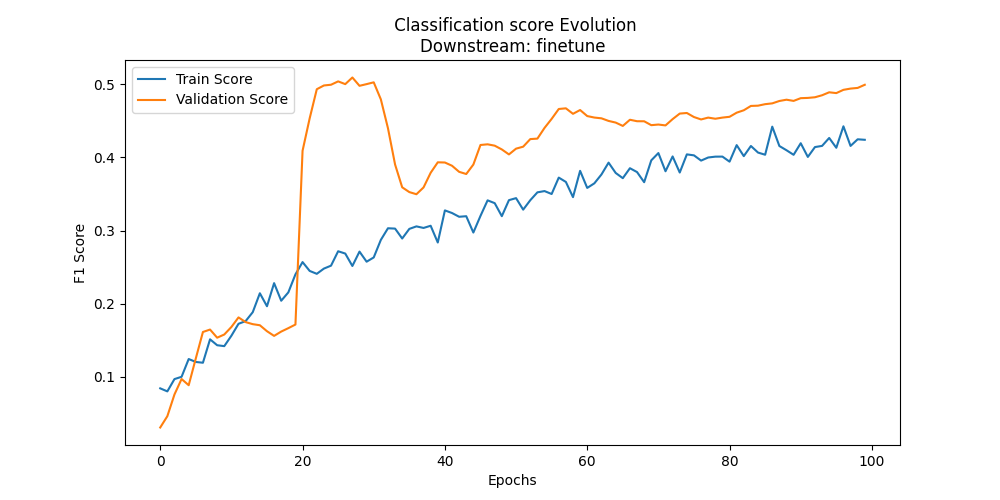 Classification score Evolution
Downstream: finetune
Train Score
Validation Score
F1 Score
0.5
0.4
0.3
0.2
0.1
0 20 40 60 80 100
Epochs